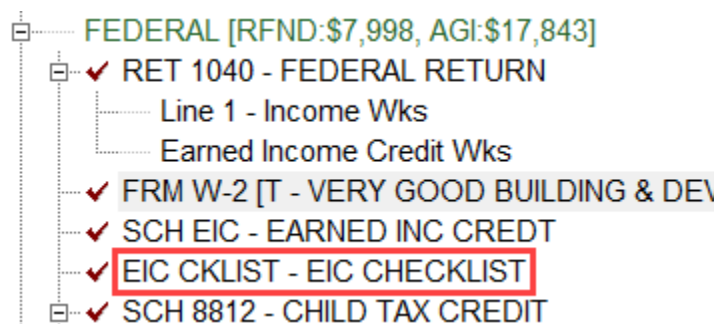 FEDERAL [RFND:$7,998, AGI:$17,843]
RET 1040 - FEDERAL RETURN
Line 1 - Income Wks
Earned Income Credit Wks
FRM W-2 [T - VERY GOOD BUILDING & DEV
SCH EIC - EARNED INC CREDT
EIC CKLIST - EIC CHECKLIST
SCH 8812 - CHILD TAX CREDIT